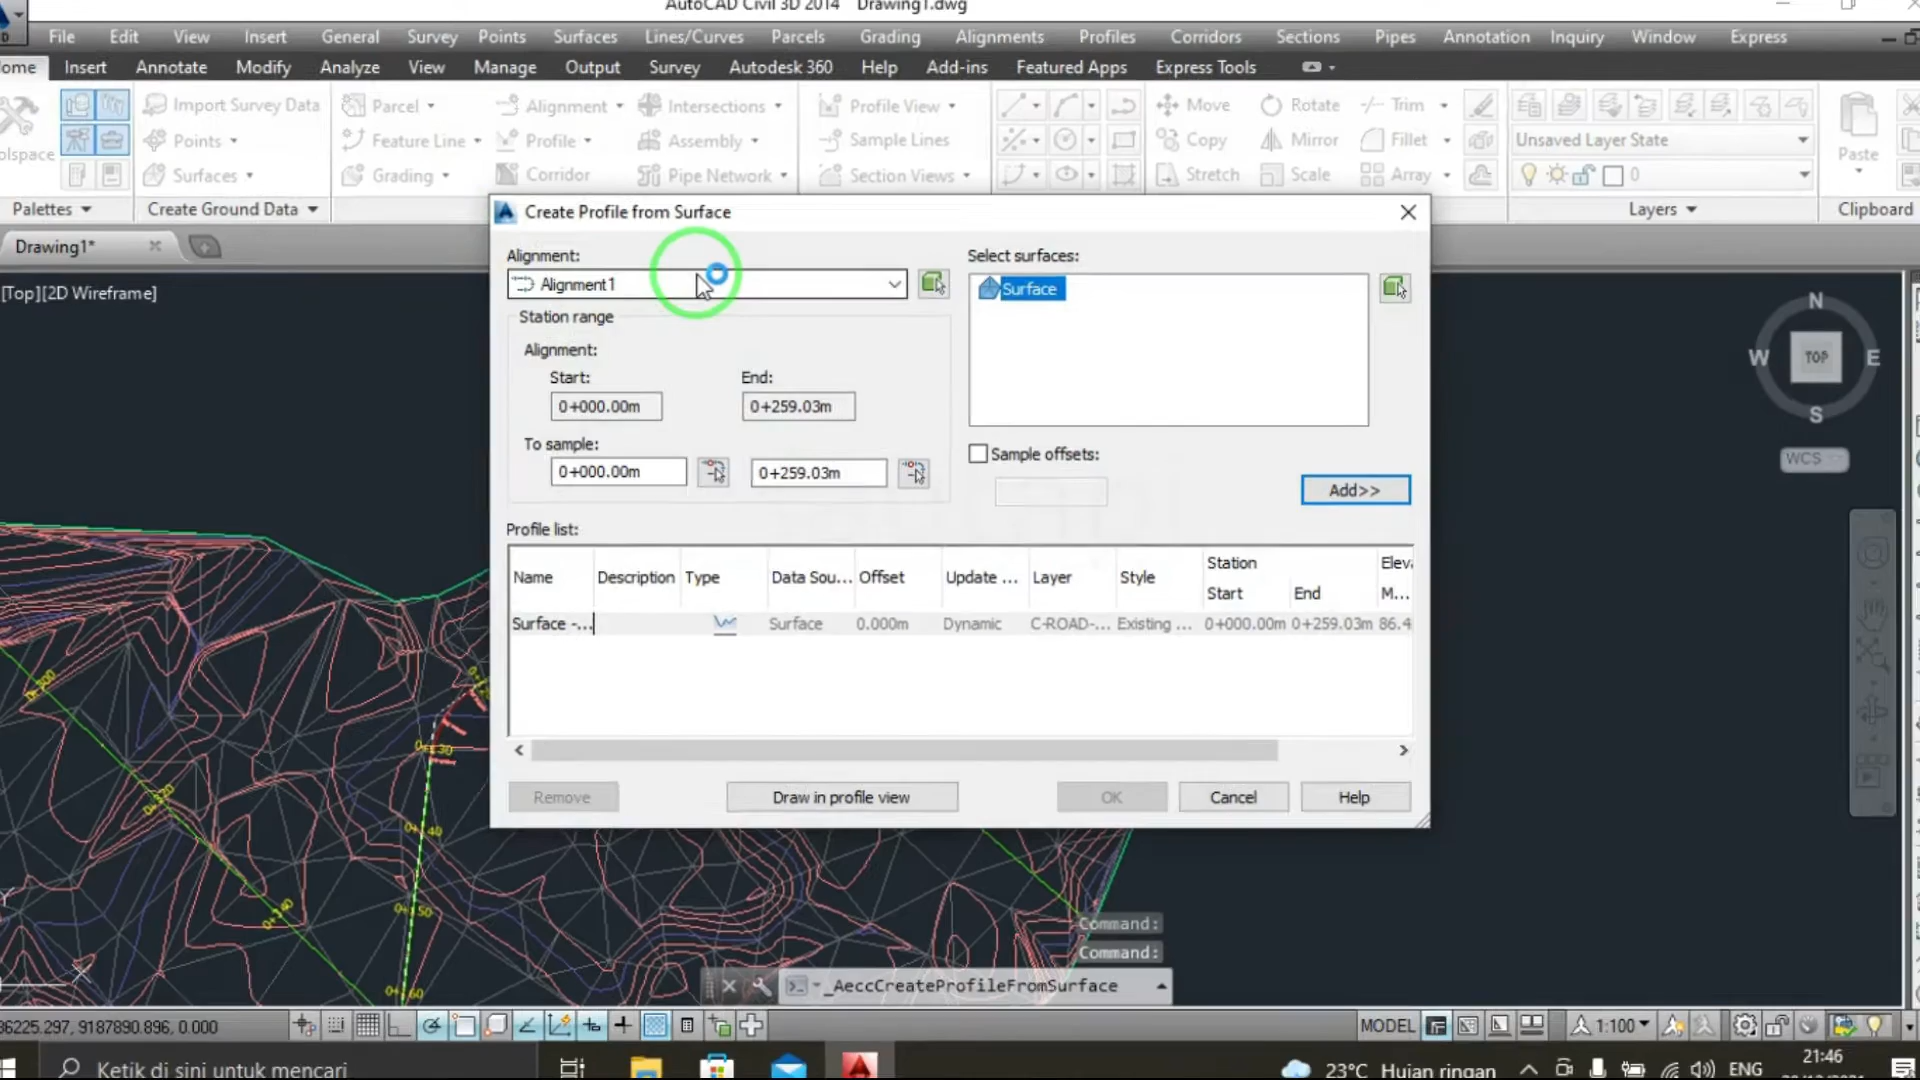 AutoCAD Civil 3D 2014 Drawing1.dwg
File Edit View Insert General Survey Points Surfaces Lines/Curves Parcels Grading Alignments Profiles Corridors Sections Pipes Annotation Inquiry Window Express
Insert Annotate Modify Analyze View Manage Output Survey Autodesk 360 Help Add-ins Featured Apps Express Tools
Import Survey Data Parcel Alignment Intersections Profile View Move Rotate Trim
Points Feature Line Profile Assembly Sample Lines Copy Mirror Fillet Unsaved Layer State Paste
Surfaces Grading Corridor Pipe Network Section Views Stretch Scale Array 0
Palettes Create Ground Data Layers Clipboard
Drawing1*
[Top][2D Wireframe]
Create Profile from Surface
Alignment: Select surfaces:
Alignment1 Surface
Station range
Alignment:
Start: End:
0+000.00m 0+259.03m
To sample: Sample offsets:
0+000.00m 0+259.03m
Add>>
Profile list:
Name Description Type Data Sou... Offset Update ... Layer Style Station
Start End M...
Surface -... Surface 0.000m Dynamic C-ROAD-... Existing ... 0+000.00m 0+259.03m 86.4
Remove Draw in profile view OK Cancel Help
N
W TOP E
S
WCS
Command:
Command:
_AeccCreateProfileFromSurface
9187890.896, 0.000
MODEL 1:100
Ketik di sini untuk mencari
23°C Hujan ringan ENG 21:46